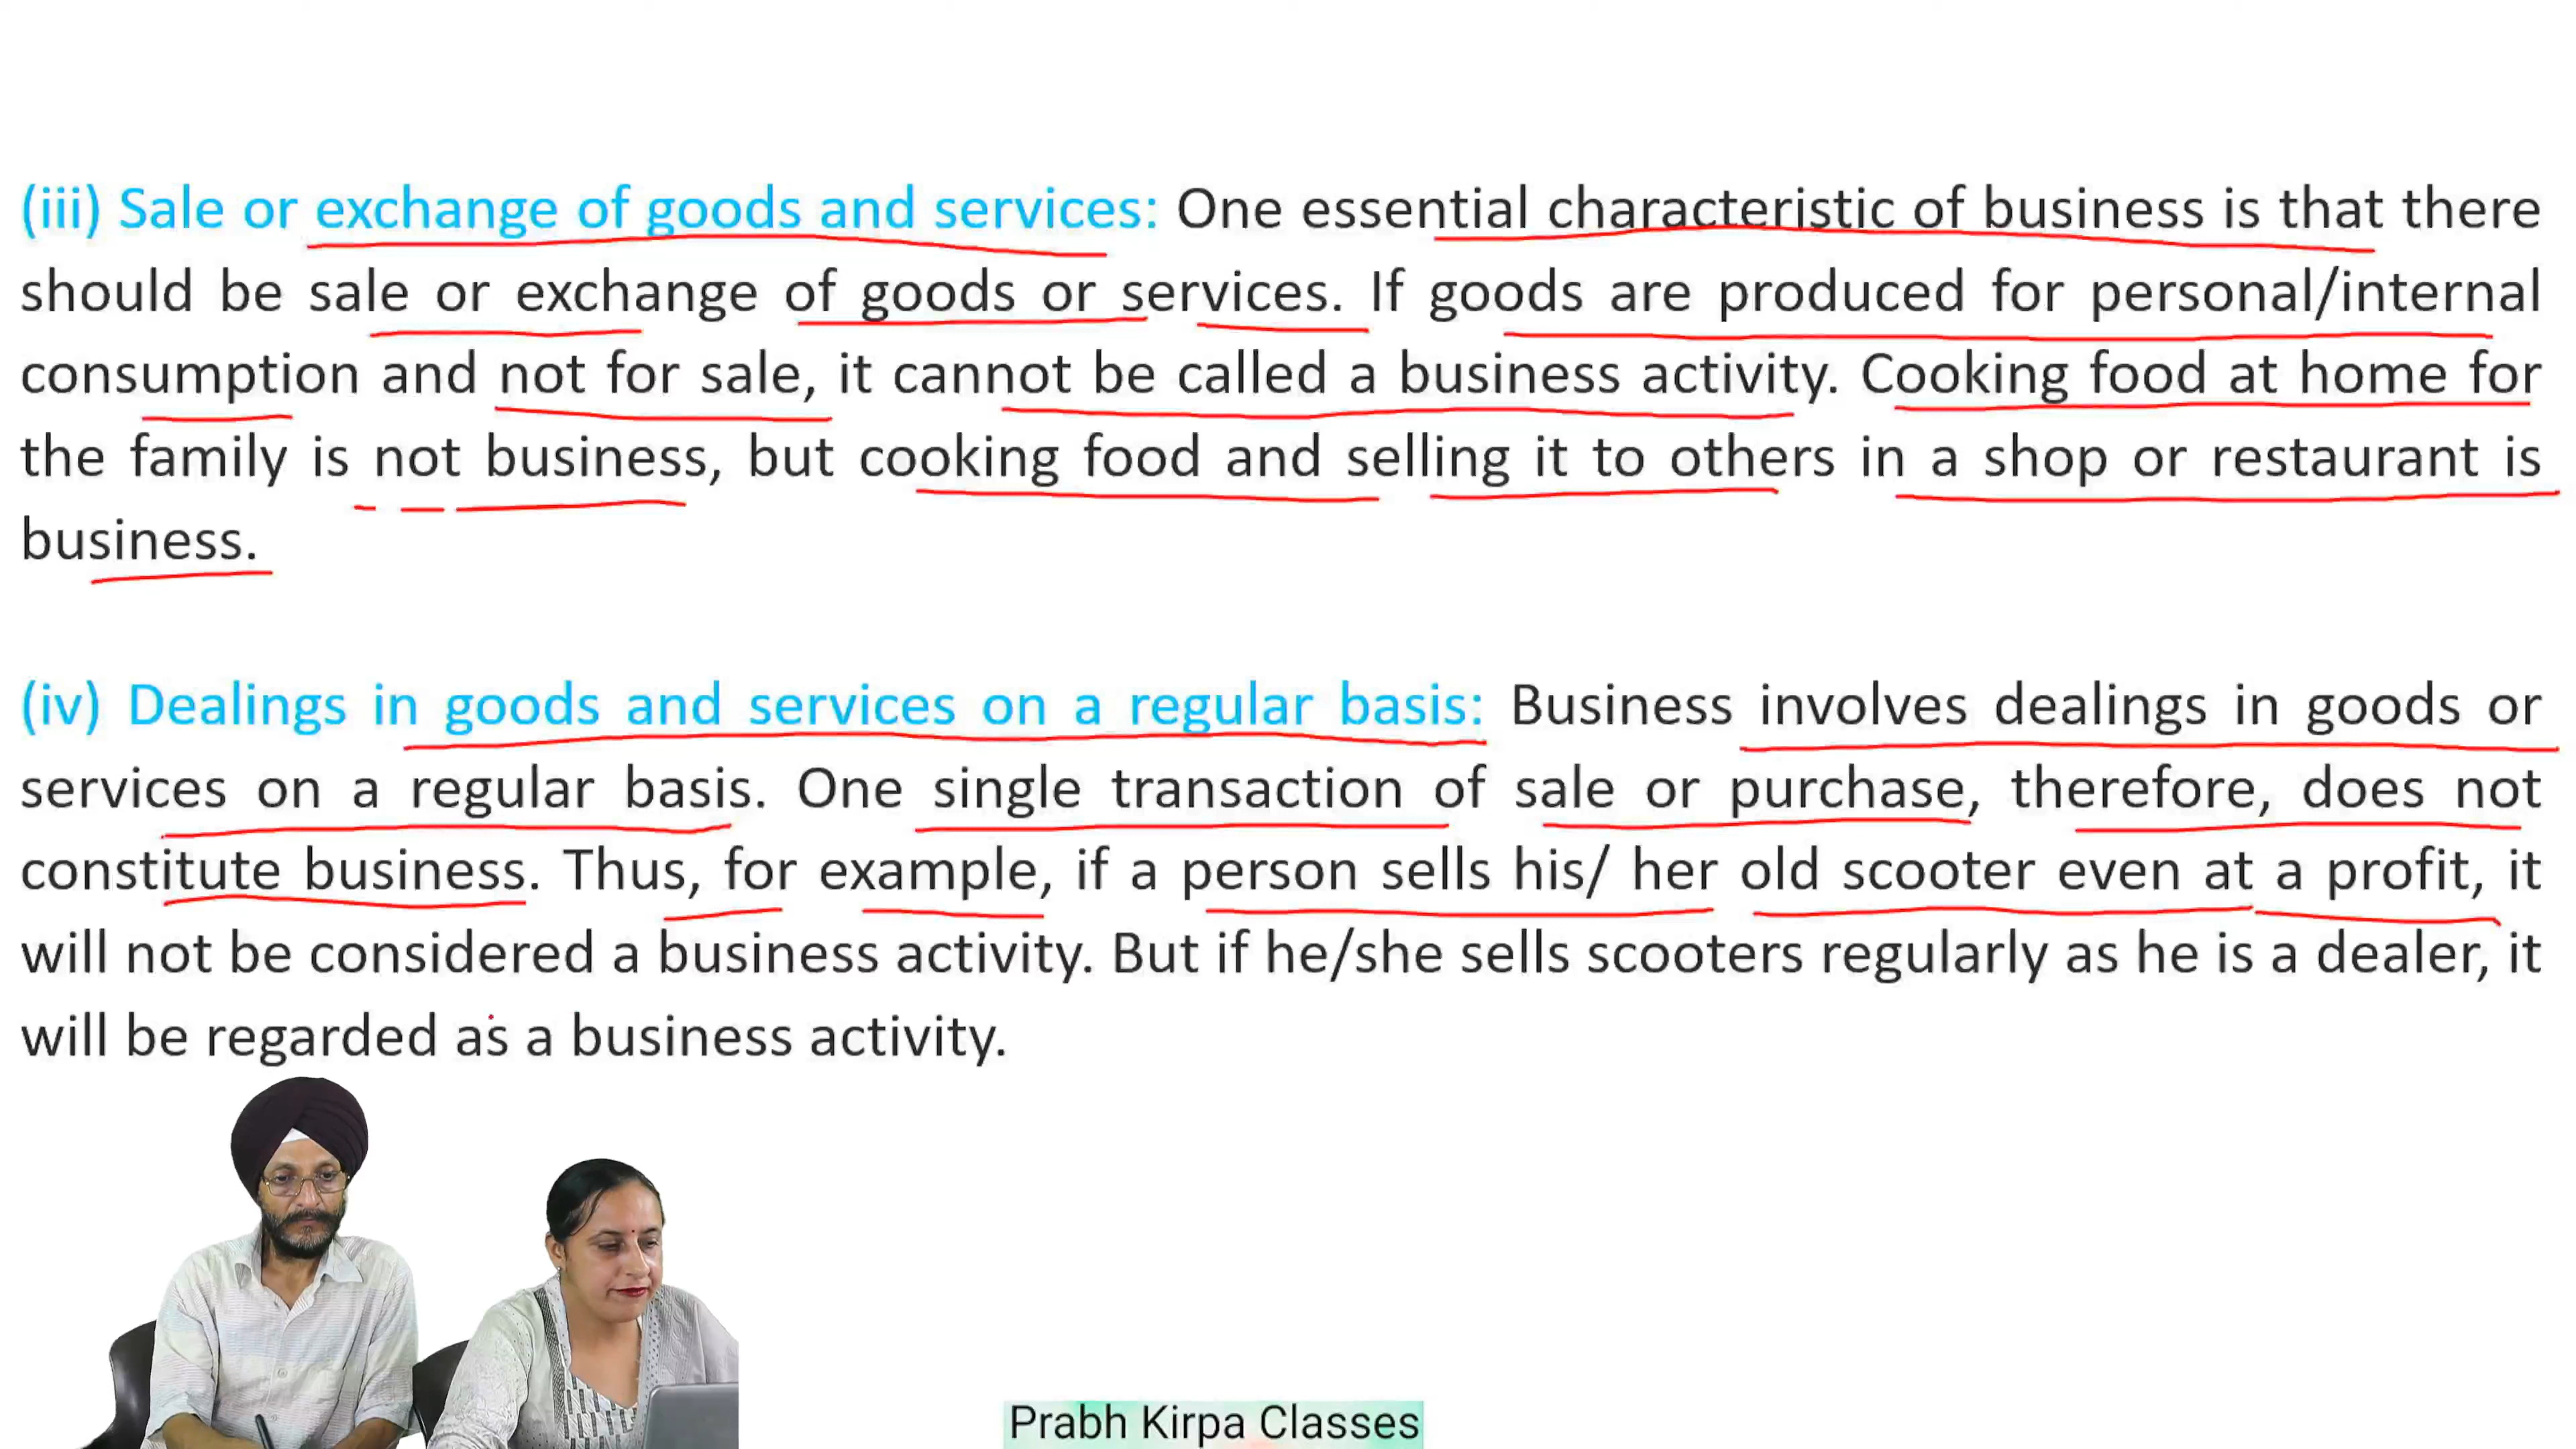 (iii) Sale or exchange of goods and services: One essential characteristic of business is that there
should be sale or exchange of goods or services. If goods are produced for personal/internal
consumption and not for sale, it cannot be called a business activity. Cooking food at home for
the family is not business, but cooking food and selling it to others in a shop or restaurant is
business.
(iv) Dealings in goods and services on a regular basis: Business involves dealings in goods or
services on a regular basis. One single transaction of sale or purchase, therefore, does not
constitute business. Thus, for example, if a person sells his/ her old scooter even at a profit, it
will not be considered a business activity. But if he/she sells scooters regularly as he is a dealer, it
will be regarded as a business activity.
Prabh Kirpa Classes